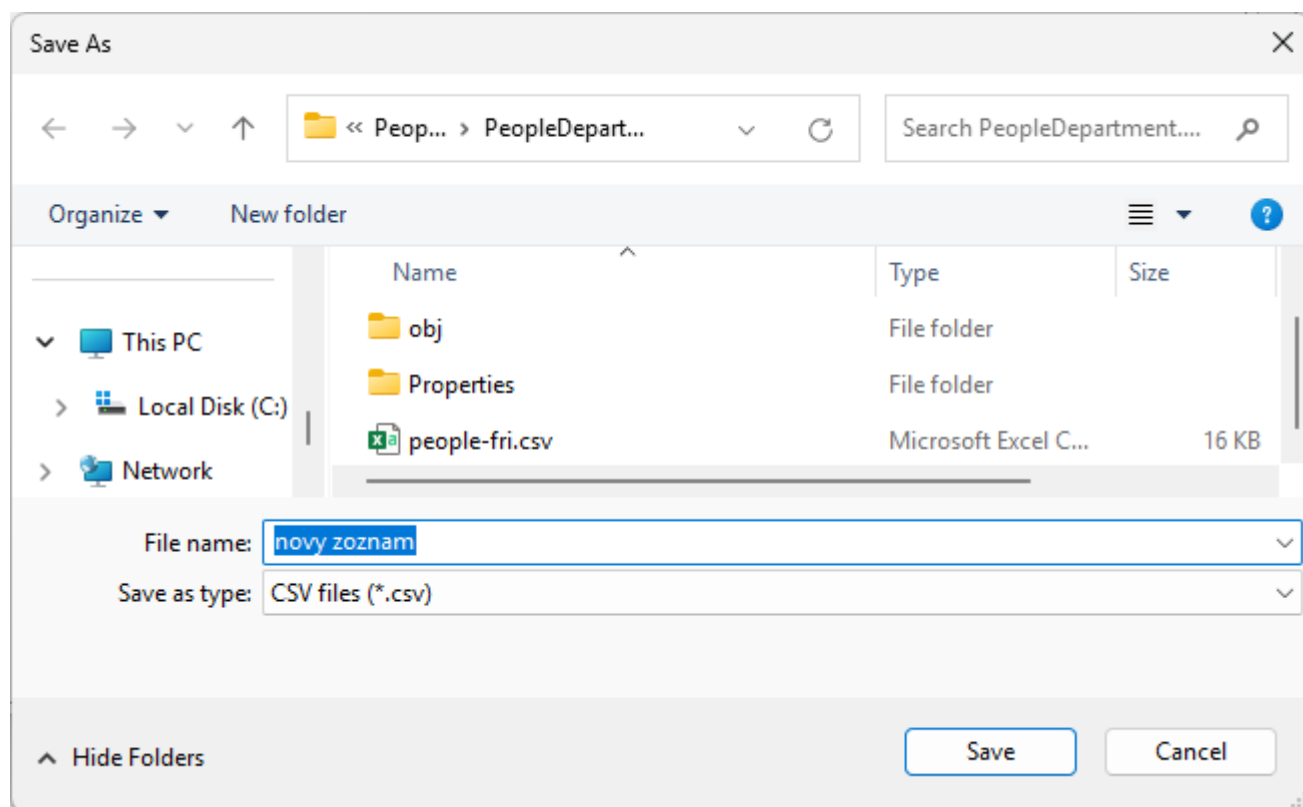 Save As
« Peop... > PeopleDepart...
Search PeopleDepartment....
Organize
New folder
Name Type Size
This PC
Local Disk (C:)
Network
obj File folder
Properties File folder
people-fri.csv Microsoft Excel C... 16 KB
File name: novy zoznam
Save as type: CSV files (*.csv)
Hide Folders
Save
Cancel